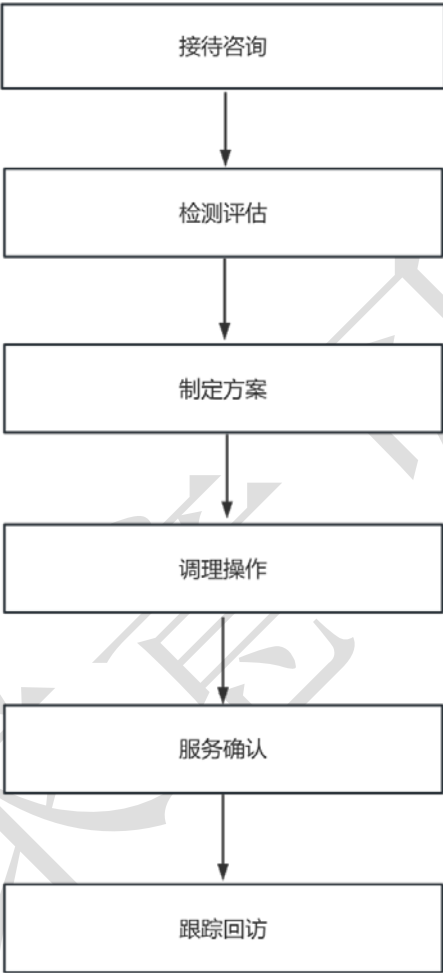 接待咨询
检测评估
制定方案
调理操作
服务确认
跟踪回访